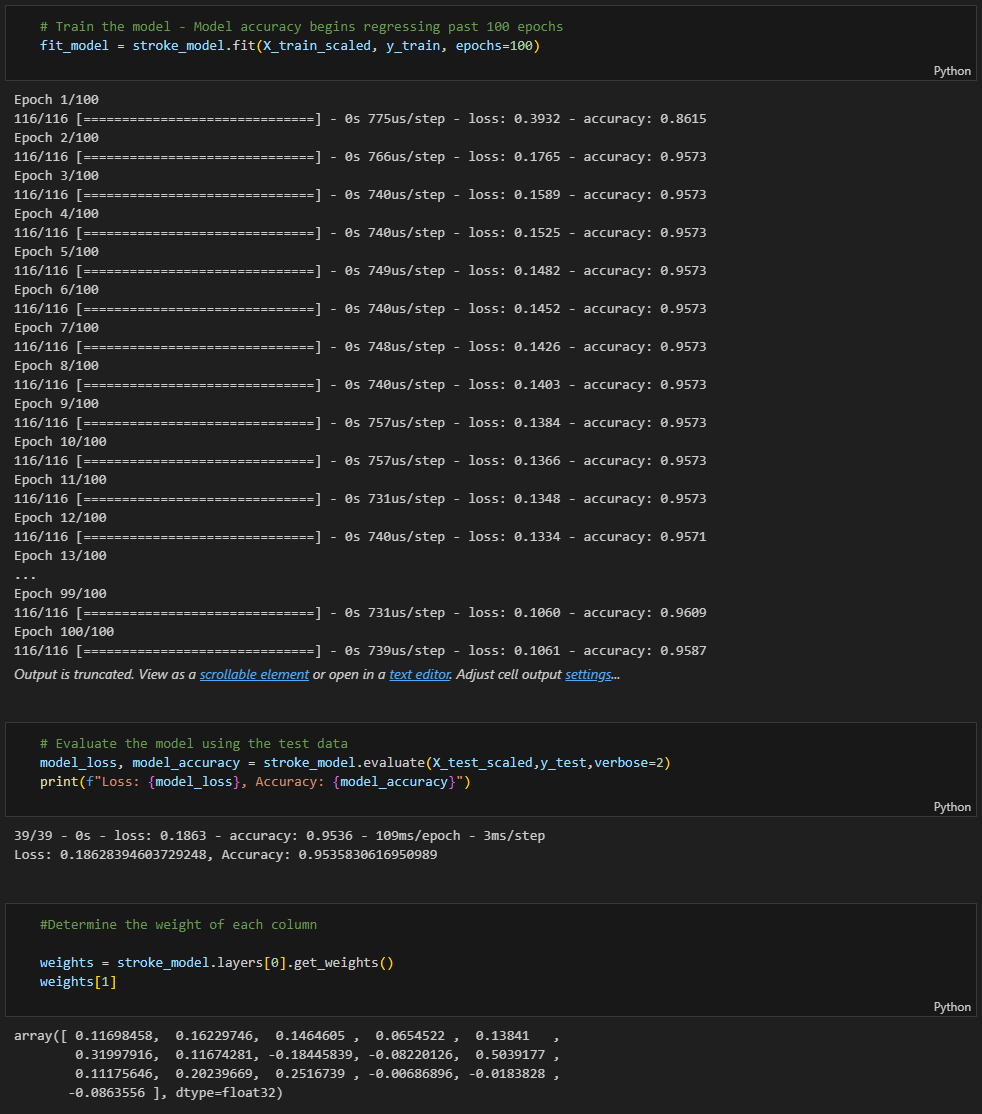 # Train the model - Model accuracy begins regressing past 100 epochs
fit_model = stroke_model.fit(X_train_scaled, y_train, epochs=100)
Python
Epoch 1/100
116/116 [==============================] - 0s 775us/step - loss: 0.3932 - accuracy: 0.8615
Epoch 2/100
116/116 [==============================] - 0s 766us/step - loss: 0.1765 - accuracy: 0.9573
Epoch 3/100
116/116 [==============================] - 0s 740us/step - loss: 0.1589 - accuracy: 0.9573
Epoch 4/100
116/116 [==============================] - 0s 740us/step - loss: 0.1525 - accuracy: 0.9573
Epoch 5/100
116/116 [==============================] - 0s 749us/step - loss: 0.1482 - accuracy: 0.9573
Epoch 6/100
116/116 [==============================] - 0s 740us/step - loss: 0.1452 - accuracy: 0.9573
Epoch 7/100
116/116 [==============================] - 0s 748us/step - loss: 0.1426 - accuracy: 0.9573
Epoch 8/100
116/116 [==============================] - 0s 740us/step - loss: 0.1403 - accuracy: 0.9573
Epoch 9/100
116/116 [==============================] - 0s 757us/step - loss: 0.1384 - accuracy: 0.9573
Epoch 10/100
116/116 [==============================] - 0s 757us/step - loss: 0.1366 - accuracy: 0.9573
Epoch 11/100
116/116 [==============================] - 0s 731us/step - loss: 0.1348 - accuracy: 0.9573
Epoch 12/100
116/116 [==============================] - 0s 740us/step - loss: 0.1334 - accuracy: 0.9571
Epoch 13/100
...
Epoch 99/100
116/116 [==============================] - 0s 731us/step - loss: 0.1060 - accuracy: 0.9609
Epoch 100/100
116/116 [==============================] - 0s 739us/step - loss: 0.1061 - accuracy: 0.9587
Output is truncated. View as a scrollable element or open in a text editor. Adjust cell output settings...
# Evaluate the model using the test data
model_loss, model_accuracy = stroke_model.evaluate(X_test_scaled,y_test,verbose=2)
print(f"Loss: {model_loss}, Accuracy: {model_accuracy}")
Python
39/39 - 0s - loss: 0.1863 - accuracy: 0.9536 - 109ms/epoch - 3ms/step
Loss: 0.18628394603729248, Accuracy: 0.9535830616950989
#Determine the weight of each column
weights = stroke_model.layers[0].get_weights()
weights[1]
Python
array([ 0.11698458,  0.16229746,  0.1464605 ,  0.0654522 ,  0.13841   ,
        0.31997916,  0.11674281, -0.18445839, -0.08220126,  0.5039177 ,
        0.11175646,  0.20239669,  0.2516739 , -0.00686896, -0.0183828 ,
       -0.0863556 ], dtype=float32)